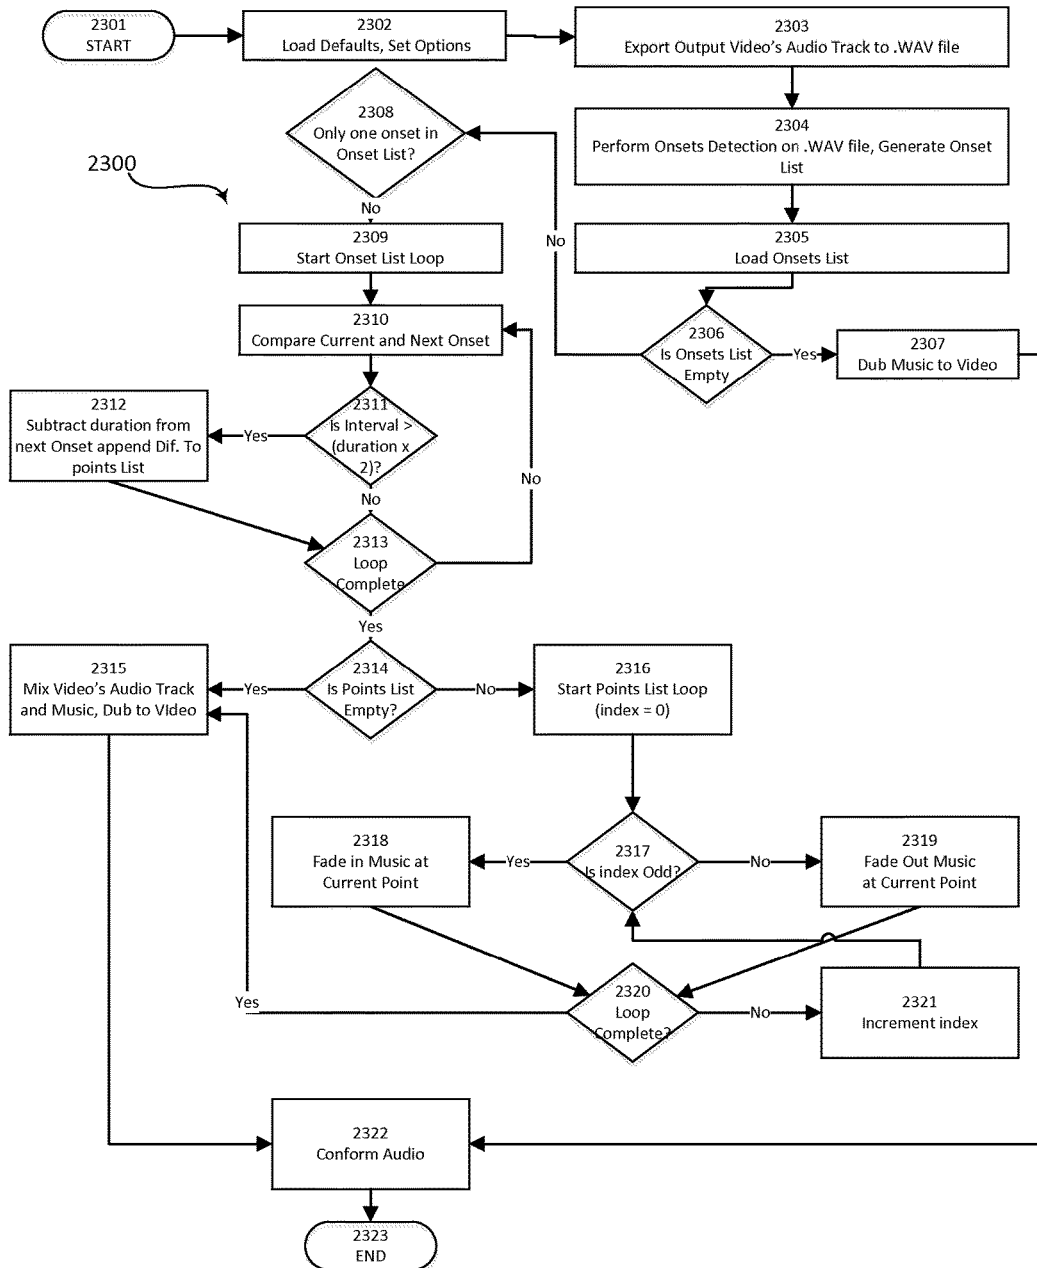 2301
START
2302
Load Defaults, Set Options
2303
Export Output Video's Audio Track to .WAV file
2304
Perform Onsets Detection on .WAV file, Generate Onset
List
2305
Load Onsets List
2306
Is Onsets List
Empty
Yes
2307
Dub Music to Video
No
2308
Only one onset in
Onset List?
2300
No
2309
Start Onset List Loop
2310
Compare Current and Next Onset
2311
Is Interval >
(duration x
2)?
Yes
2312
Subtract duration from
next Onset append Dif. To
points List
No
2313
Loop
Complete
No
Yes
2314
Is Points List
Empty?
Yes
2315
Mix Video's Audio Track
and Music, Dub to VIdeo
No
2316
Start Points List Loop
(index = 0)
2317
Is index Odd?
Yes
2318
Fade in Music at
Current Point
No
2319
Fade Out Music
at Current Point
2320
Loop
Complete?
Yes
No
2321
Increment index
2322
Conform Audio
2323
END